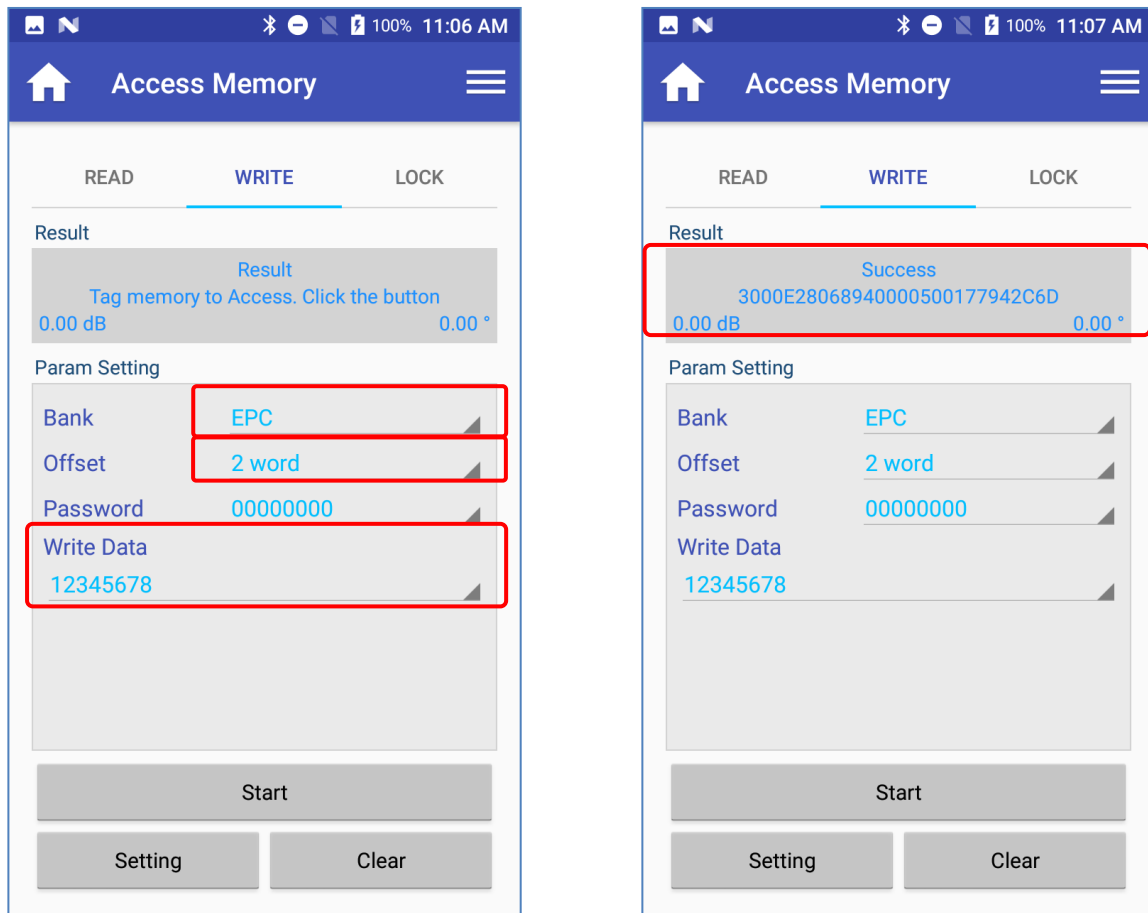 100% 11:06 AM
Access Memory
READ WRITE LOCK
Result
Result
Tag memory to Access. Click the button
0.00 dB 0.00 °
Param Setting
Bank EPC
Offset 2 word
Password 00000000
Write Data
12345678
Start
Setting Clear
100% 11:07 AM
Access Memory
READ WRITE LOCK
Result
Success
3000E28068940000500177942C6D
0.00 dB 0.00 °
Param Setting
Bank EPC
Offset 2 word
Password 00000000
Write Data
12345678
Start
Setting Clear